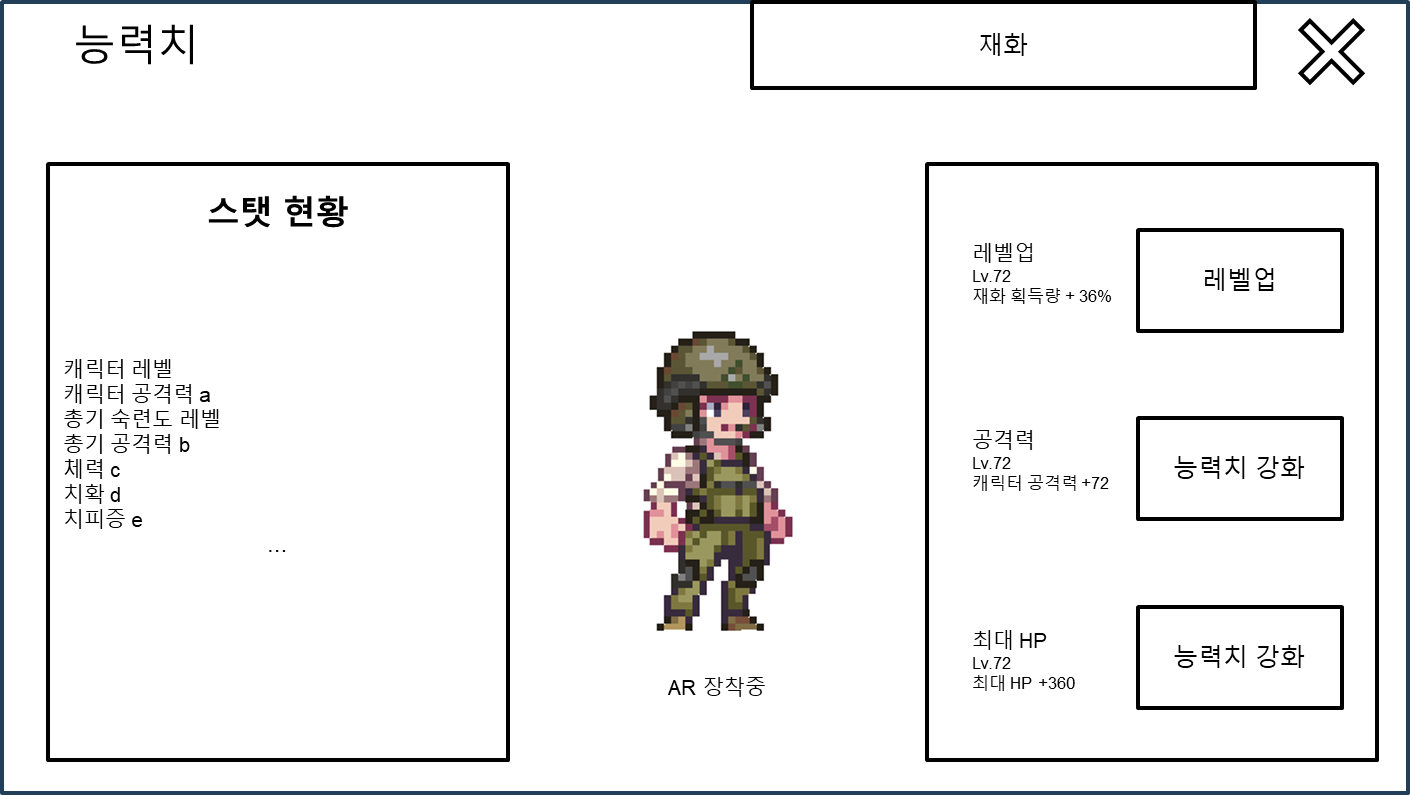 능력치
재화
스탯 현황
캐릭터 레벨
캐릭터 공격력 a
총기 숙련도 레벨
총기 공격력 b
체력 c
치확 d
치피증 e
...
AR 장착중
레벨업
Lv.72
재화 획득량 + 36%
레벨업
공격력
Lv.72
캐릭터 공격력 +72
능력치 강화
최대 HP
Lv.72
최대 HP +360
능력치 강화